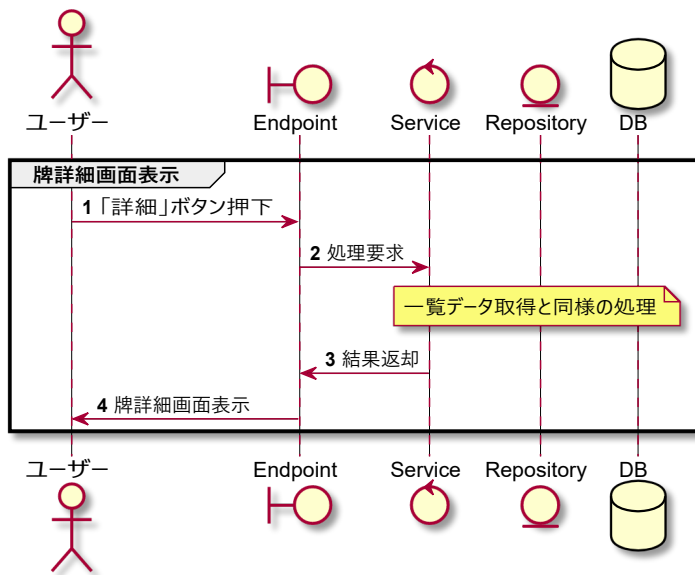 ユーザー Endpoint Service Repository DB
牌詳細画面表示
1 「詳細」ボタン押下
2 処理要求
一覧データ取得と同様の処理
3 結果返却
4 牌詳細画面表示
ユーザー Endpoint Service Repository DB